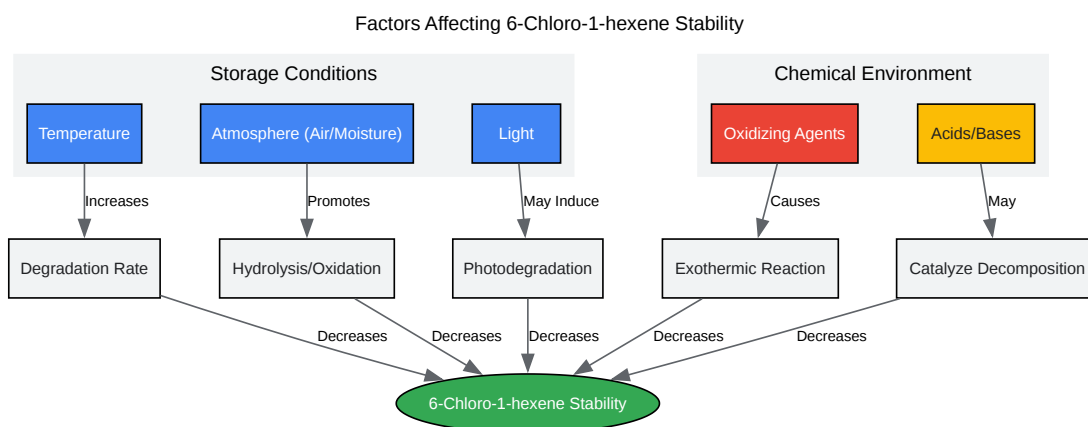 Factors Affecting 6-Chloro-1-hexene Stability
Storage Conditions
Chemical Environment
Temperature
Atmosphere (Air/Moisture)
Light
Oxidizing Agents
Acids/Bases
Increases
Promotes
May Induce
Causes
May
Degradation Rate
Hydrolysis/Oxidation
Photodegradation
Exothermic Reaction
Catalyze Decomposition
Decreases
Decreases
Decreases
Decreases
Decreases
6-Chloro-1-hexene Stability